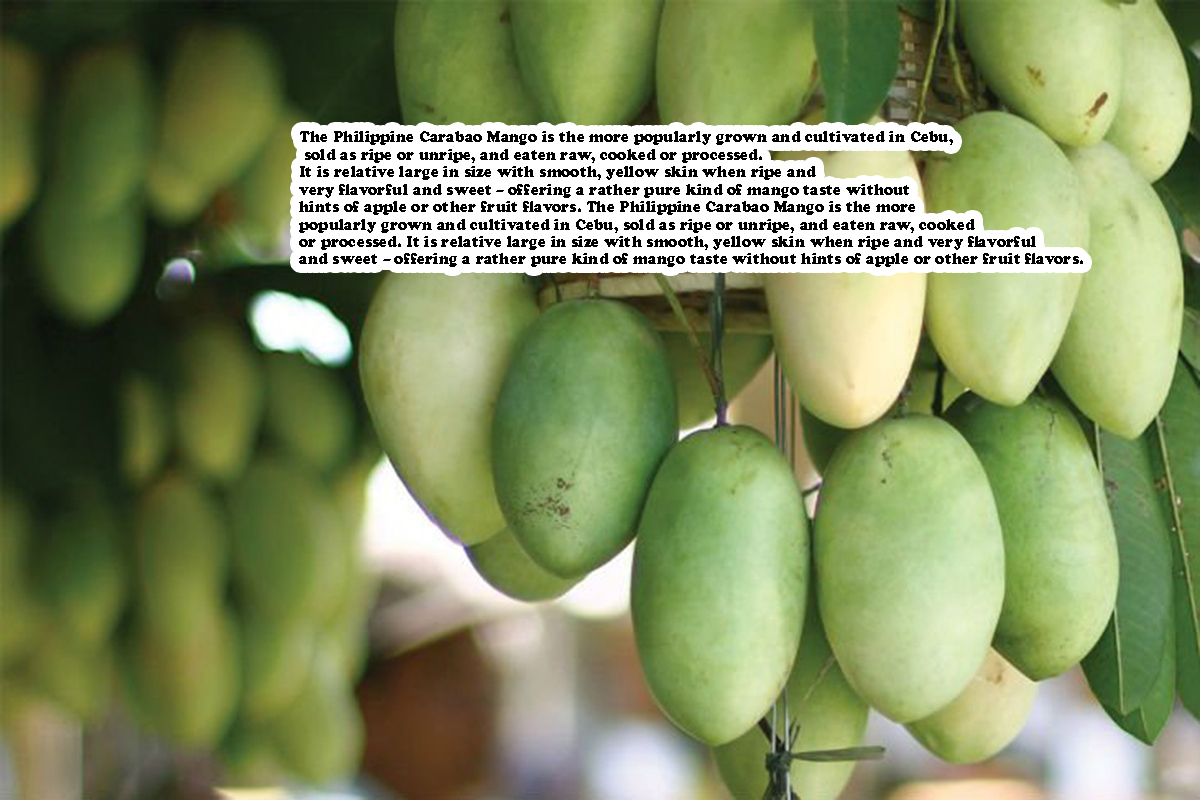 The Philippine Carabao Mango is the more popularly grown and cultivated in Cebu,
sold as ripe or unripe, and eaten raw, cooked or processed.
It is relative large in size with smooth, yellow skin when ripe and
very flavorful and sweet – offering a rather pure kind of mango taste without
hints of apple or other fruit flavors. The Philippine Carabao Mango is the more
popularly grown and cultivated in Cebu, sold as ripe or unripe, and eaten raw, cooked
or processed. It is relative large in size with smooth, yellow skin when ripe and very flavorful
and sweet – offering a rather pure kind of mango taste without hints of apple or other fruit flavors.